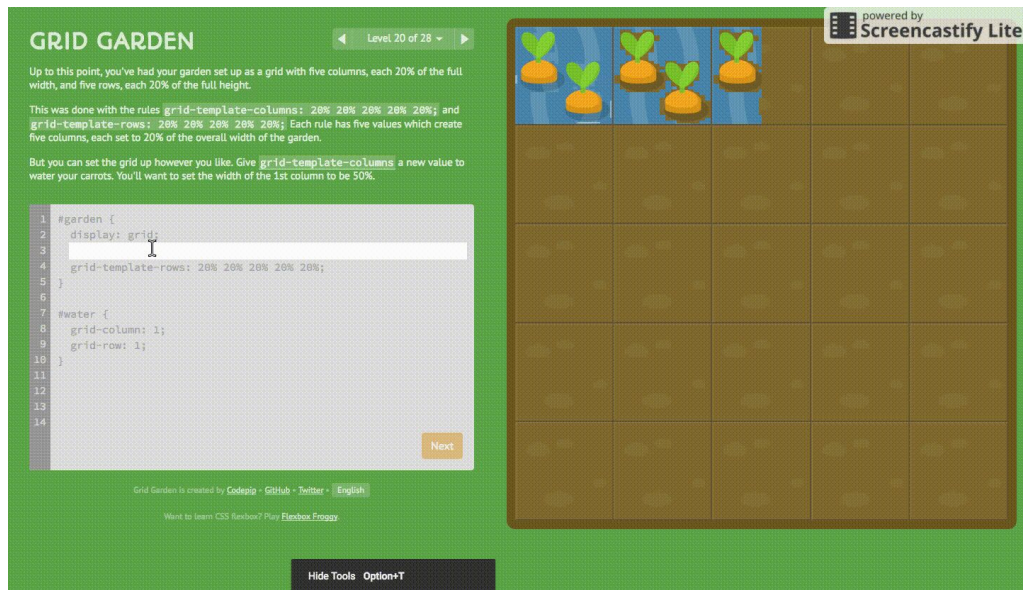 powered by
Screencastify Lite
GRID GARDEN
Level 20 of 28
Up to this point, you've had your garden set up as a grid with five columns, each 20% of the full
width, and five rows, each 20% of the full height.
This was done with the rules grid-template-columns: 20% 20% 20% 20% 20%; and
grid-template-rows: 20% 20% 20% 20% 20%; Each rule has five values which create
five columns, each set to 20% of the overall width of the garden.
But you can set the grid up however you like. Give grid-template-columns a new value to
water your carrots. You'll want to set the width of the 1st column to be 50%.
1 #garden {
2 display: grid;
3
4 grid-template-rows: 20% 20% 20% 20% 20%;
5 }
6
7 #water {
8 grid-column: 1;
9 grid-row: 1;
10 }
11
12
13
14
Next
Grid Garden is created by Codepip • GitHub • Twitter • English
Want to learn CSS flexbox? Play Flexbox Froggy.
Hide Tools Option+T